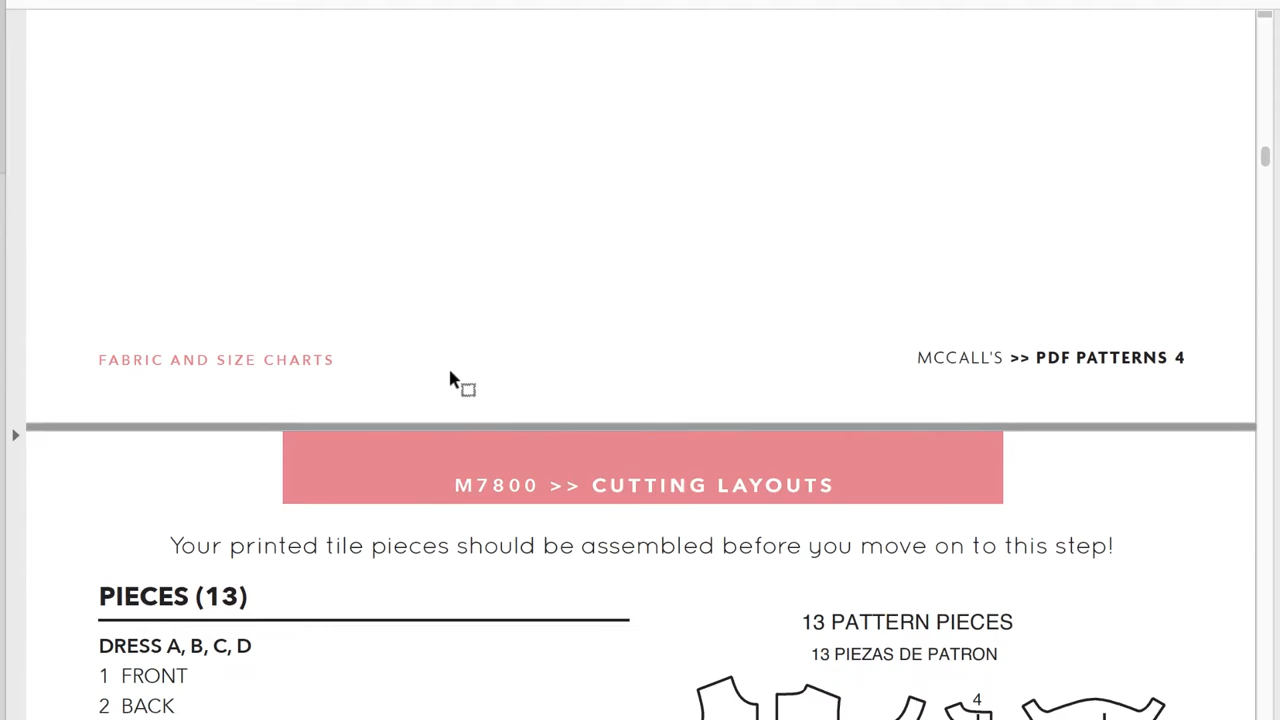 FABRIC AND SIZE CHARTS
MCCALL'S >> PDF PATTERNS 4
M7800 >> CUTTING LAYOUTS
Your printed tile pieces should be assembled before you move on to this step!
PIECES (13)
DRESS A, B, C, D
1 FRONT
2 BACK
13 PATTERN PIECES
13 PIEZAS DE PATRON
4